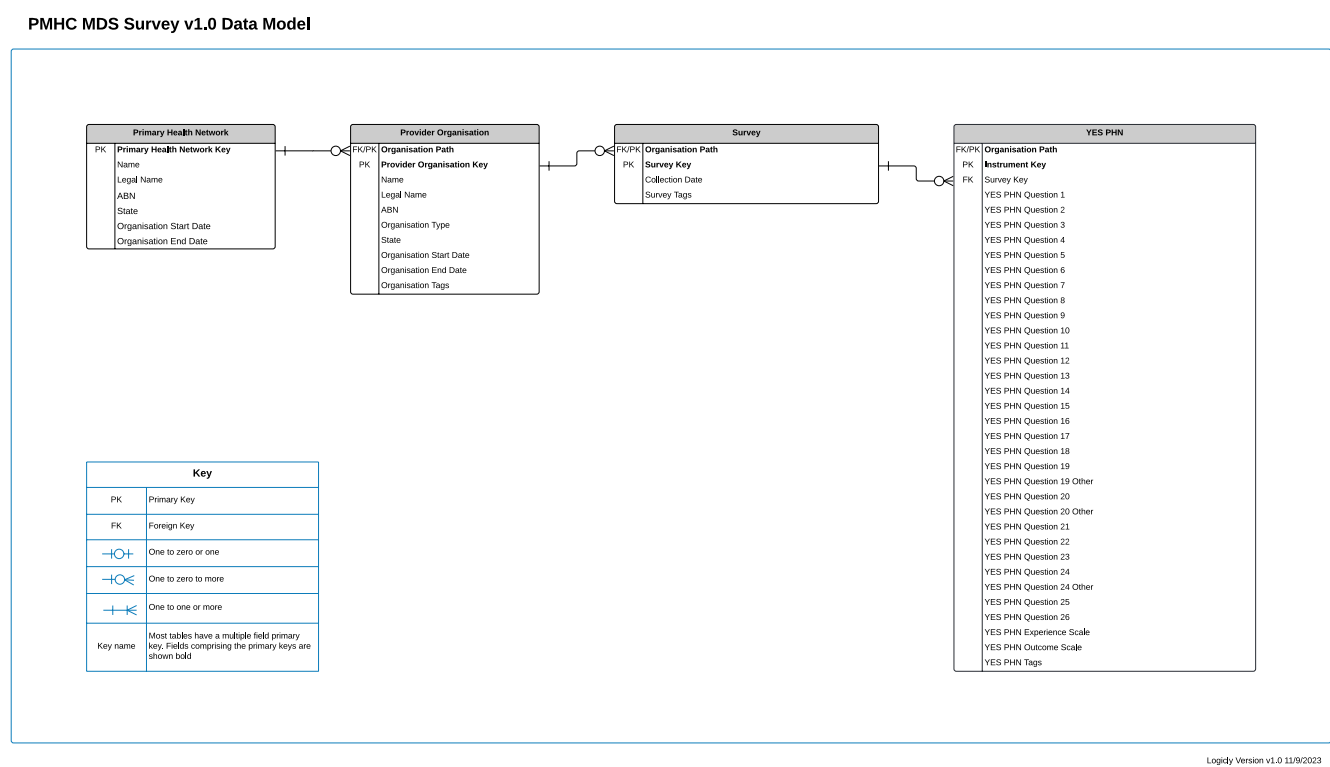 PMHC MDS Survey v1.0 Data Model
Primary Health Network
PK Primary Health Network Key
Name
Legal Name
ABN
State
Organisation Start Date
Organisation End Date
Provider Organisation
FK/PK Organisation Path
PK Provider Organisation Key
Name
Legal Name
ABN
Organisation Type
State
Organisation Start Date
Organisation End Date
Organisation Tags
Survey
FK/PK Organisation Path
PK Survey Key
Collection Date
Survey Tags
YES PHN
FK/PK Organisation Path
PK Instrument Key
FK Survey Key
YES PHN Question 1
YES PHN Question 2
YES PHN Question 3
YES PHN Question 4
YES PHN Question 5
YES PHN Question 6
YES PHN Question 7
YES PHN Question 8
YES PHN Question 9
YES PHN Question 10
YES PHN Question 11
YES PHN Question 12
YES PHN Question 13
YES PHN Question 14
YES PHN Question 15
YES PHN Question 16
YES PHN Question 17
YES PHN Question 18
YES PHN Question 19
YES PHN Question 19 Other
YES PHN Question 20
YES PHN Question 20 Other
YES PHN Question 21
YES PHN Question 22
YES PHN Question 23
YES PHN Question 24
YES PHN Question 24 Other
YES PHN Question 25
YES PHN Question 26
YES PHN Experience Scale
YES PHN Outcome Scale
YES PHN Tags
Key
PK Primary Key
FK Foreign Key
One to zero or one
One to zero to more
One to one or more
Key name
Most tables have a multiple field primary
key. Fields comprising the primary keys are
shown bold
Logicly Version v1.0 11/9/2023